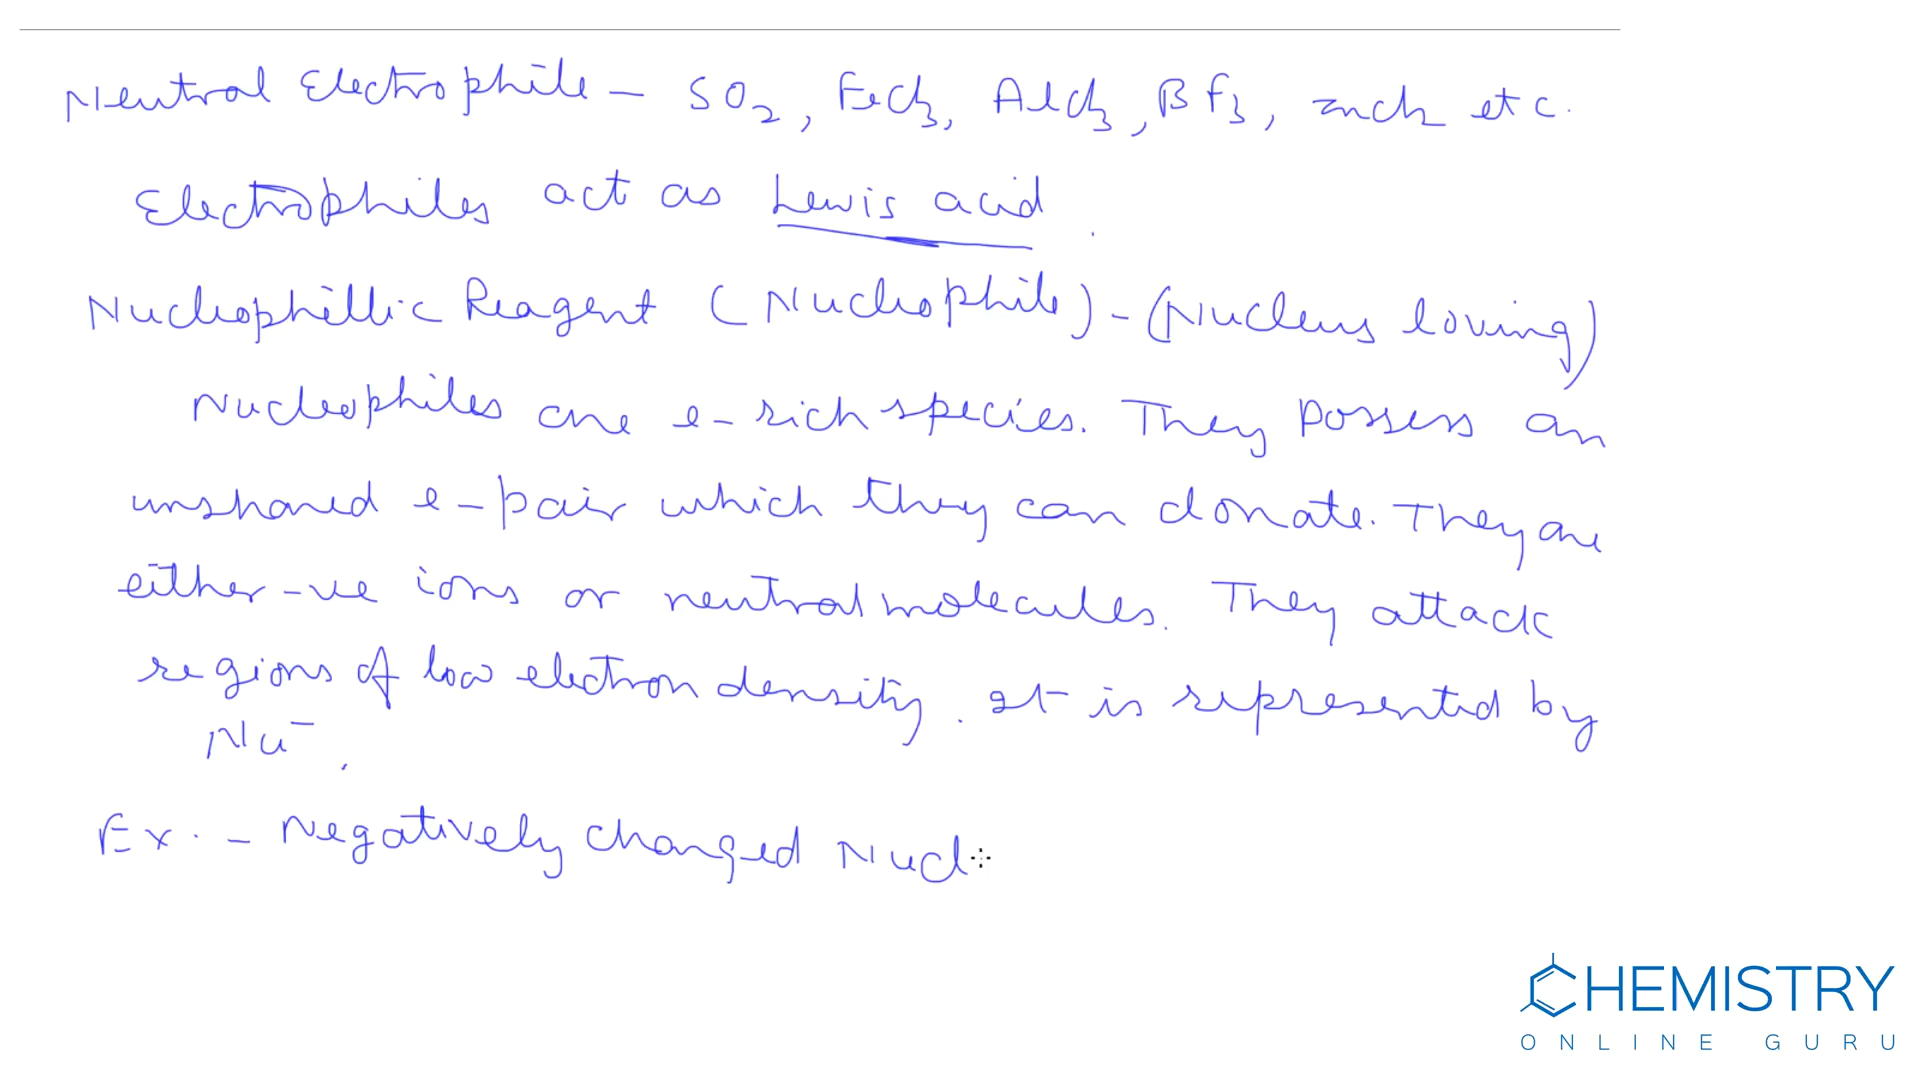 Neutral Electrophile – SO₂, FeCl₃, AlCl₃, BF₃, ZnCl₂ etc.
Electrophiles act as Lewis acid.
Nucleophillic Reagent (Nucleophile) - (Nucleus loving)
Nucleophiles are e- rich species. They possess an
unshared e- pair which they can donate. They are
either -ve ions or neutral molecules. They attack
regions of low electron density. It is represented by
Nu⁻.
Ex. - Negatively charged Nucl
CHEMISTRY
ONLINE GURU